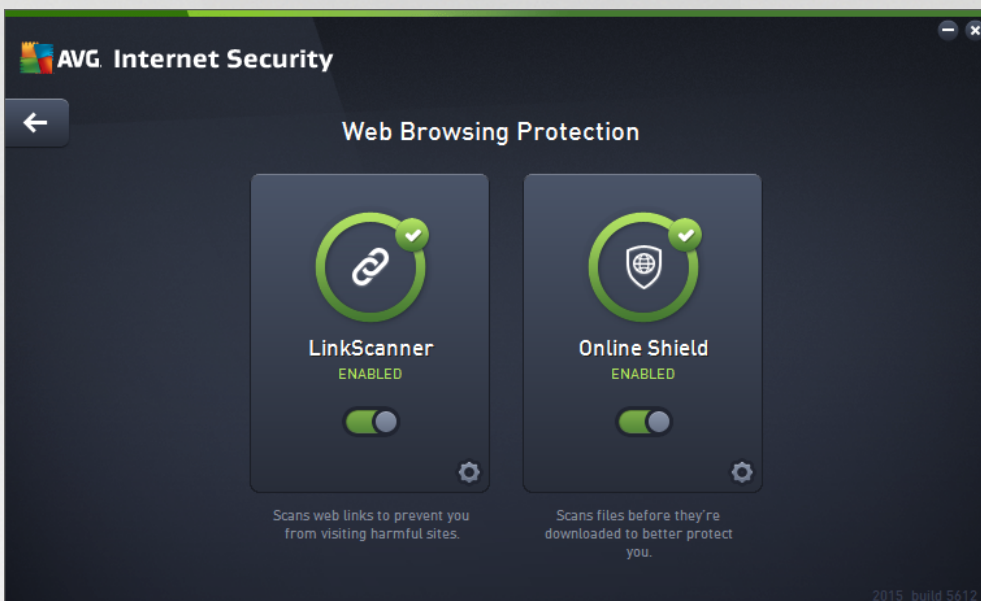 AVG Internet Security
Web Browsing Protection
LinkScanner
ENABLED
Scans web links to prevent you
from visiting harmful sites.
Online Shield
ENABLED
Scans files before they're
downloaded to better protect
you.
2015 build 5612